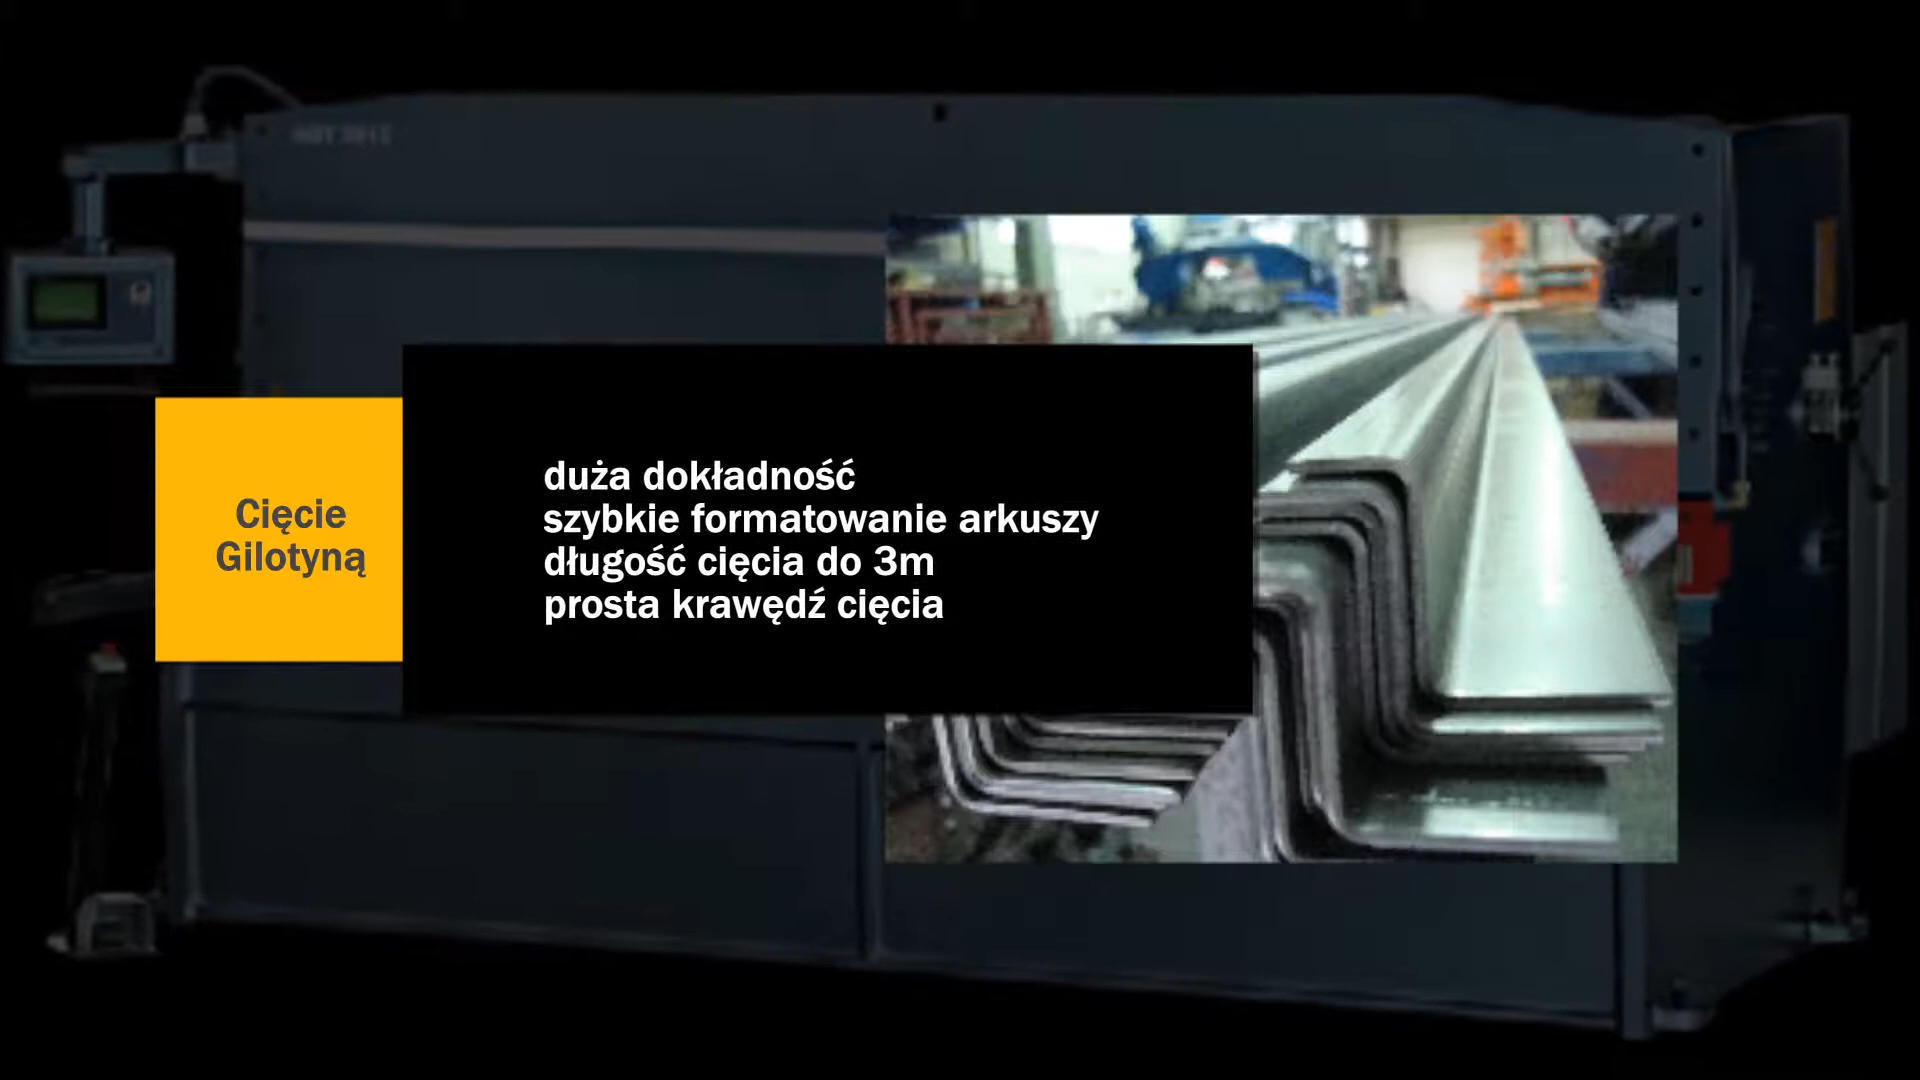 Cięcie
Gilotyną
duża dokładność
szybkie formatowanie arkuszy
długość cięcia do 3m
prosta krawędź cięcia